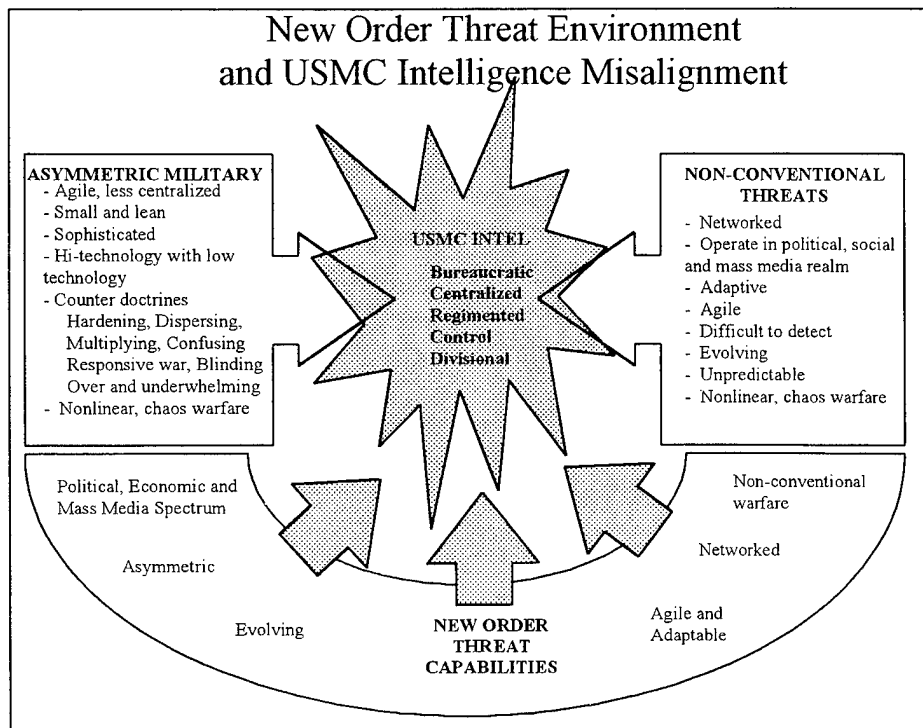 New Order Threat Environment
and USMC Intelligence Misalignment
ASYMMETRIC MILITARY
- Agile, less centralized
- Small and lean
- Sophisticated
- Hi-technology with low
technology
- Counter doctrines
Hardening, Dispersing,
Multiplying, Confusing
Responsive war, Blinding
Over and underwhelming
- Nonlinear, chaos warfare
USMC INTEL
Bureaucratic
Centralized
Regimented
Control
Divisional
NON-CONVENTIONAL
THREATS
- Networked
- Operate in political, social
and mass media realm
- Adaptive
- Agile
- Difficult to detect
- Evolving
- Unpredictable
- Nonlinear, chaos warfare
Political, Economic and
Mass Media Spectrum
Asymmetric
Evolving
NEW ORDER
THREAT
CAPABILITIES
Non-conventional
warfare
Networked
Agile and
Adaptable